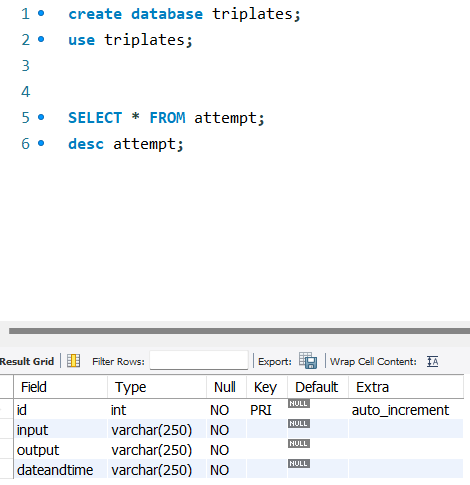 1 create database triplates;
2 use triplates;
3
4
5 SELECT * FROM attempt;
6 desc attempt;
Result Grid Filter Rows: Export: Wrap Cell Content: IA
Field Type Null Key Default Extra
id int NO PRI NULL auto_increment
input varchar(250) NO NULL
output varchar(250) NO NULL
dateandtime varchar(250) NO NULL